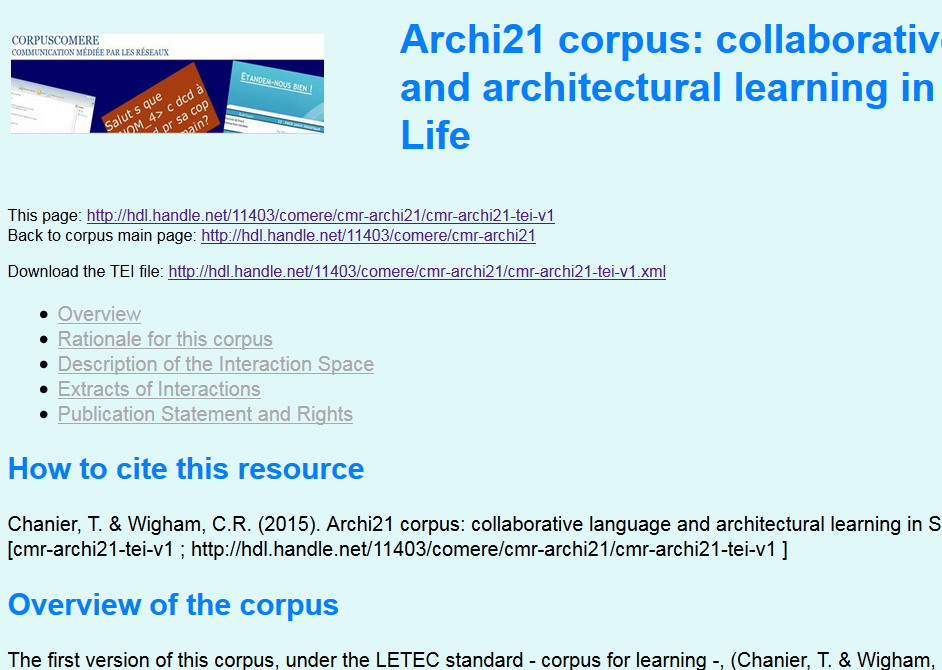 CORPUSCOMERE
COMMUNICATION MÉDIÉE PAR LES RÉSEAUX
ETANDEM-NOUS BIEN !
Salut s que
NOM_4> c dcd à
d pr sa cop
main?
Archi21 corpus: collaborativ
and architectural learning in
Life
This page: http://hdl.handle.net/11403/comere/cmr-archi21/cmr-archi21-tei-v1
Back to corpus main page: http://hdl.handle.net/11403/comere/cmr-archi21
Download the TEI file: http://hdl.handle.net/11403/comere/cmr-archi21/cmr-archi21-tei-v1.xml
Overview
Rationale for this corpus
Description of the Interaction Space
Extracts of Interactions
Publication Statement and Rights
How to cite this resource
Chanier, T. & Wigham, C.R. (2015). Archi21 corpus: collaborative language and architectural learning in S
[cmr-archi21-tei-v1 ; http://hdl.handle.net/11403/comere/cmr-archi21/cmr-archi21-tei-v1 ]
Overview of the corpus
The first version of this corpus, under the LETEC standard - corpus for learning -, (Chanier, T. & Wigham,